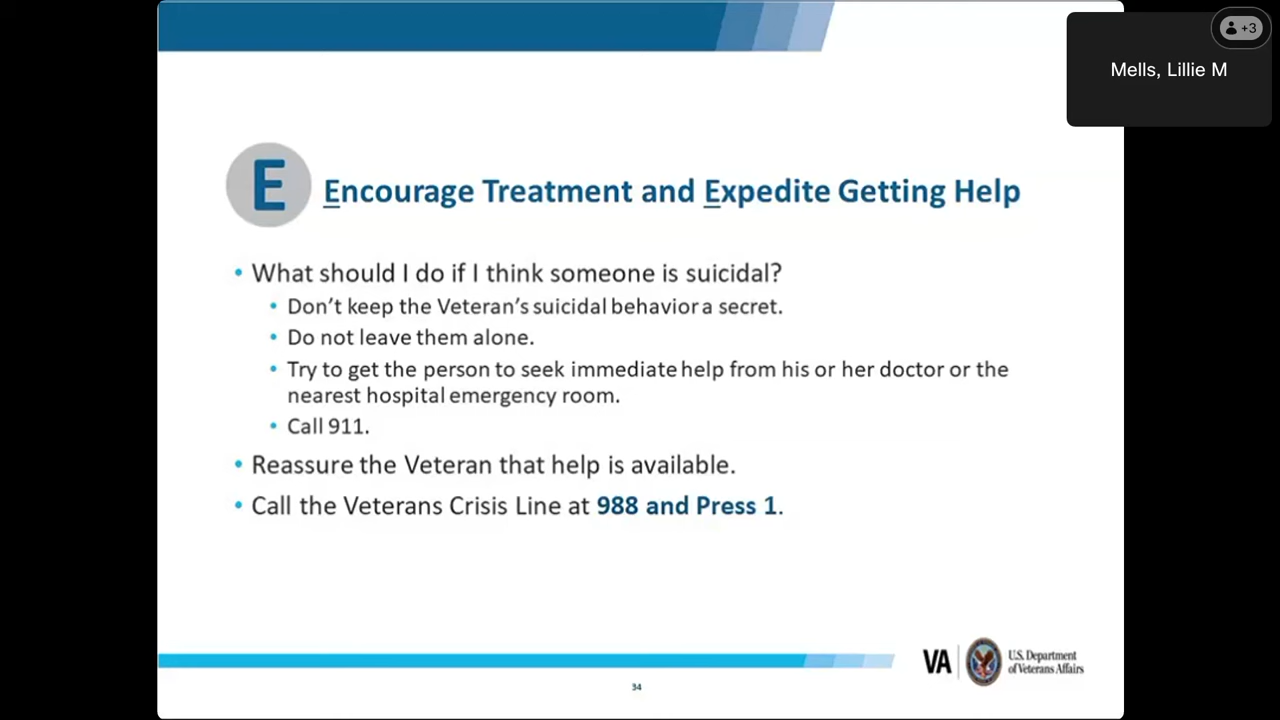 +3
Mells, Lillie M
E
Encourage Treatment and Expedite Getting Help
• What should I do if I think someone is suicidal?
• Don't keep the Veteran's suicidal behavior a secret.
• Do not leave them alone.
• Try to get the person to seek immediate help from his or her doctor or the
nearest hospital emergency room.
• Call 911.
• Reassure the Veteran that help is available.
• Call the Veterans Crisis Line at 988 and Press 1.
VA
U.S. Department
of Veterans Affairs
34